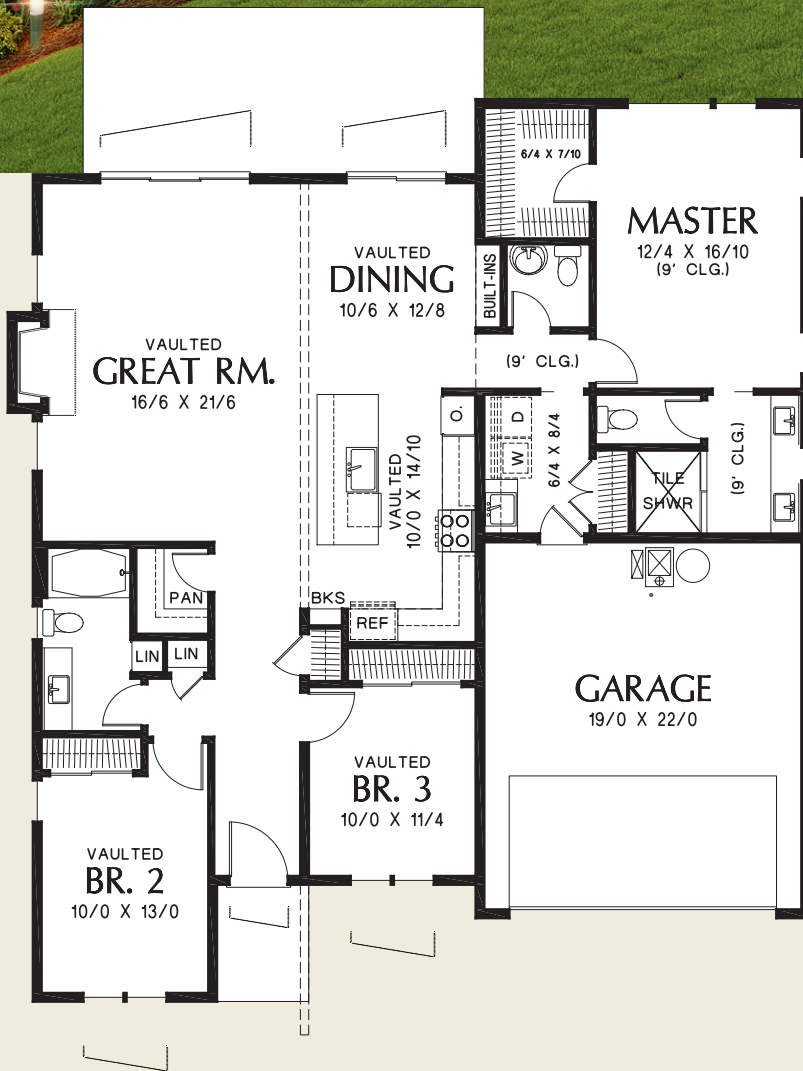 6/4 X 7/10
MASTER
12/4 X 16/10
(9' CLG.)
VAULTED
DINING
10/6 X 12/8
BUILT-INS
VAULTED
GREAT RM.
16/6 X 21/6
(9' CLG.)
O.
D
W
6/4 X 8/4
(9' CLG.)
VAULTED
10/0 X 14/10
TILE
SHWR
PAN
BKS
REF
LIN
LIN
GARAGE
19/0 X 22/0
VAULTED
BR. 3
10/0 X 11/4
VAULTED
BR. 2
10/0 X 13/0